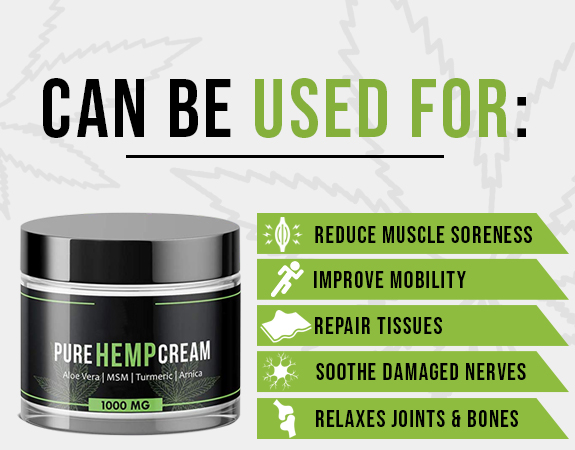 CAN BE USED FOR:
REDUCE MUSCLE SORENESS
IMPROVE MOBILITY
REPAIR TISSUES
SOOTHE DAMAGED NERVES
RELAXES JOINTS & BONES
PURE HEMP CREAM
Aloe Vera | MSM | Turmeric | Arnica
1000 MG